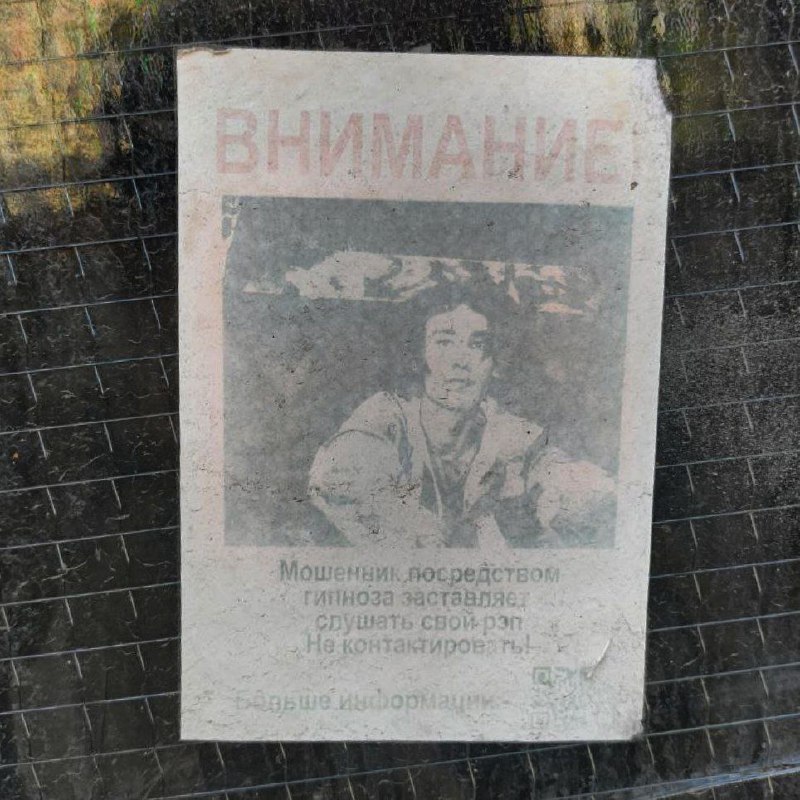 ВНИМАНИЕ!
Мошенник посредством
гипноза заставляет
слушать свой рэп
Не контактировать!
Больше информации -